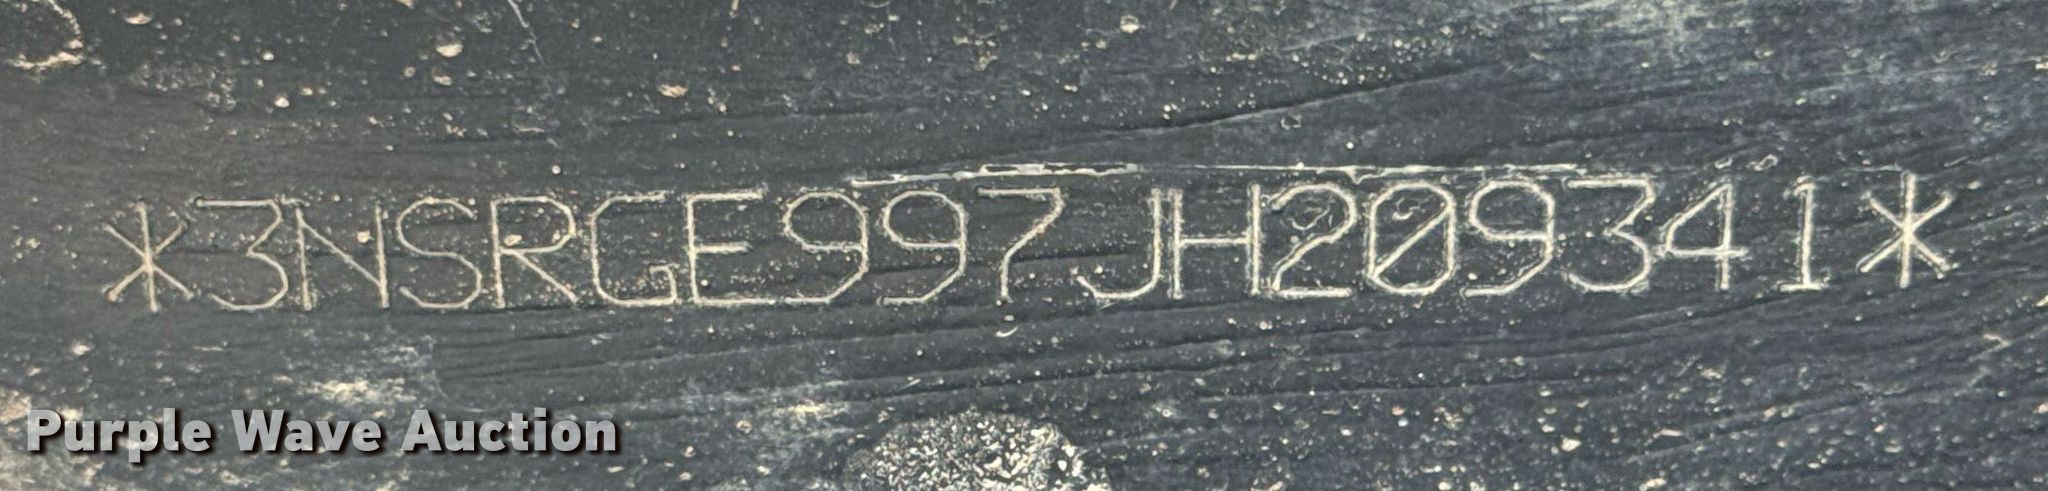 *3NSRGE997JH209341*
Purple Wave Auction